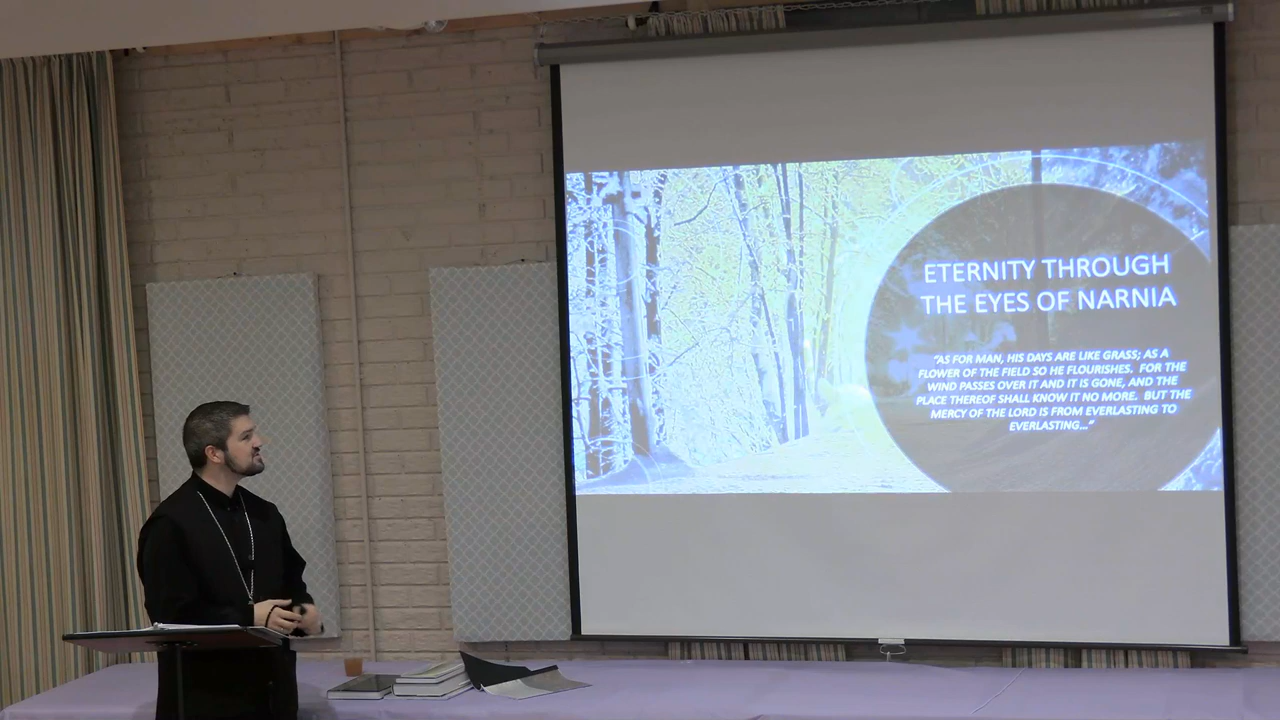 ETERNITY THROUGH
THE EYES OF NARNIA
"AS FOR MAN, HIS DAYS ARE LIKE GRASS; AS A
FLOWER OF THE FIELD SO HE FLOURISHES. FOR THE
WIND PASSES OVER IT AND IT IS GONE, AND THE
PLACE THEREOF SHALL KNOW IT NO MORE. BUT THE
MERCY OF THE LORD IS FROM EVERLASTING TO
EVERLASTING..."